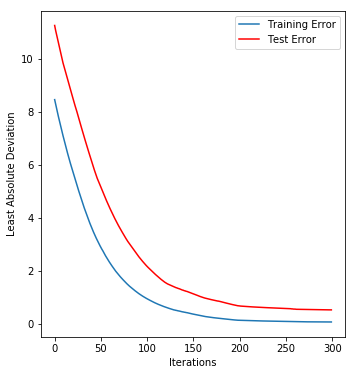 Training Error
Test Error
10
8
6
4
2
0
Least Absolute Deviation
0 50 100 150 200 250 300
Iterations